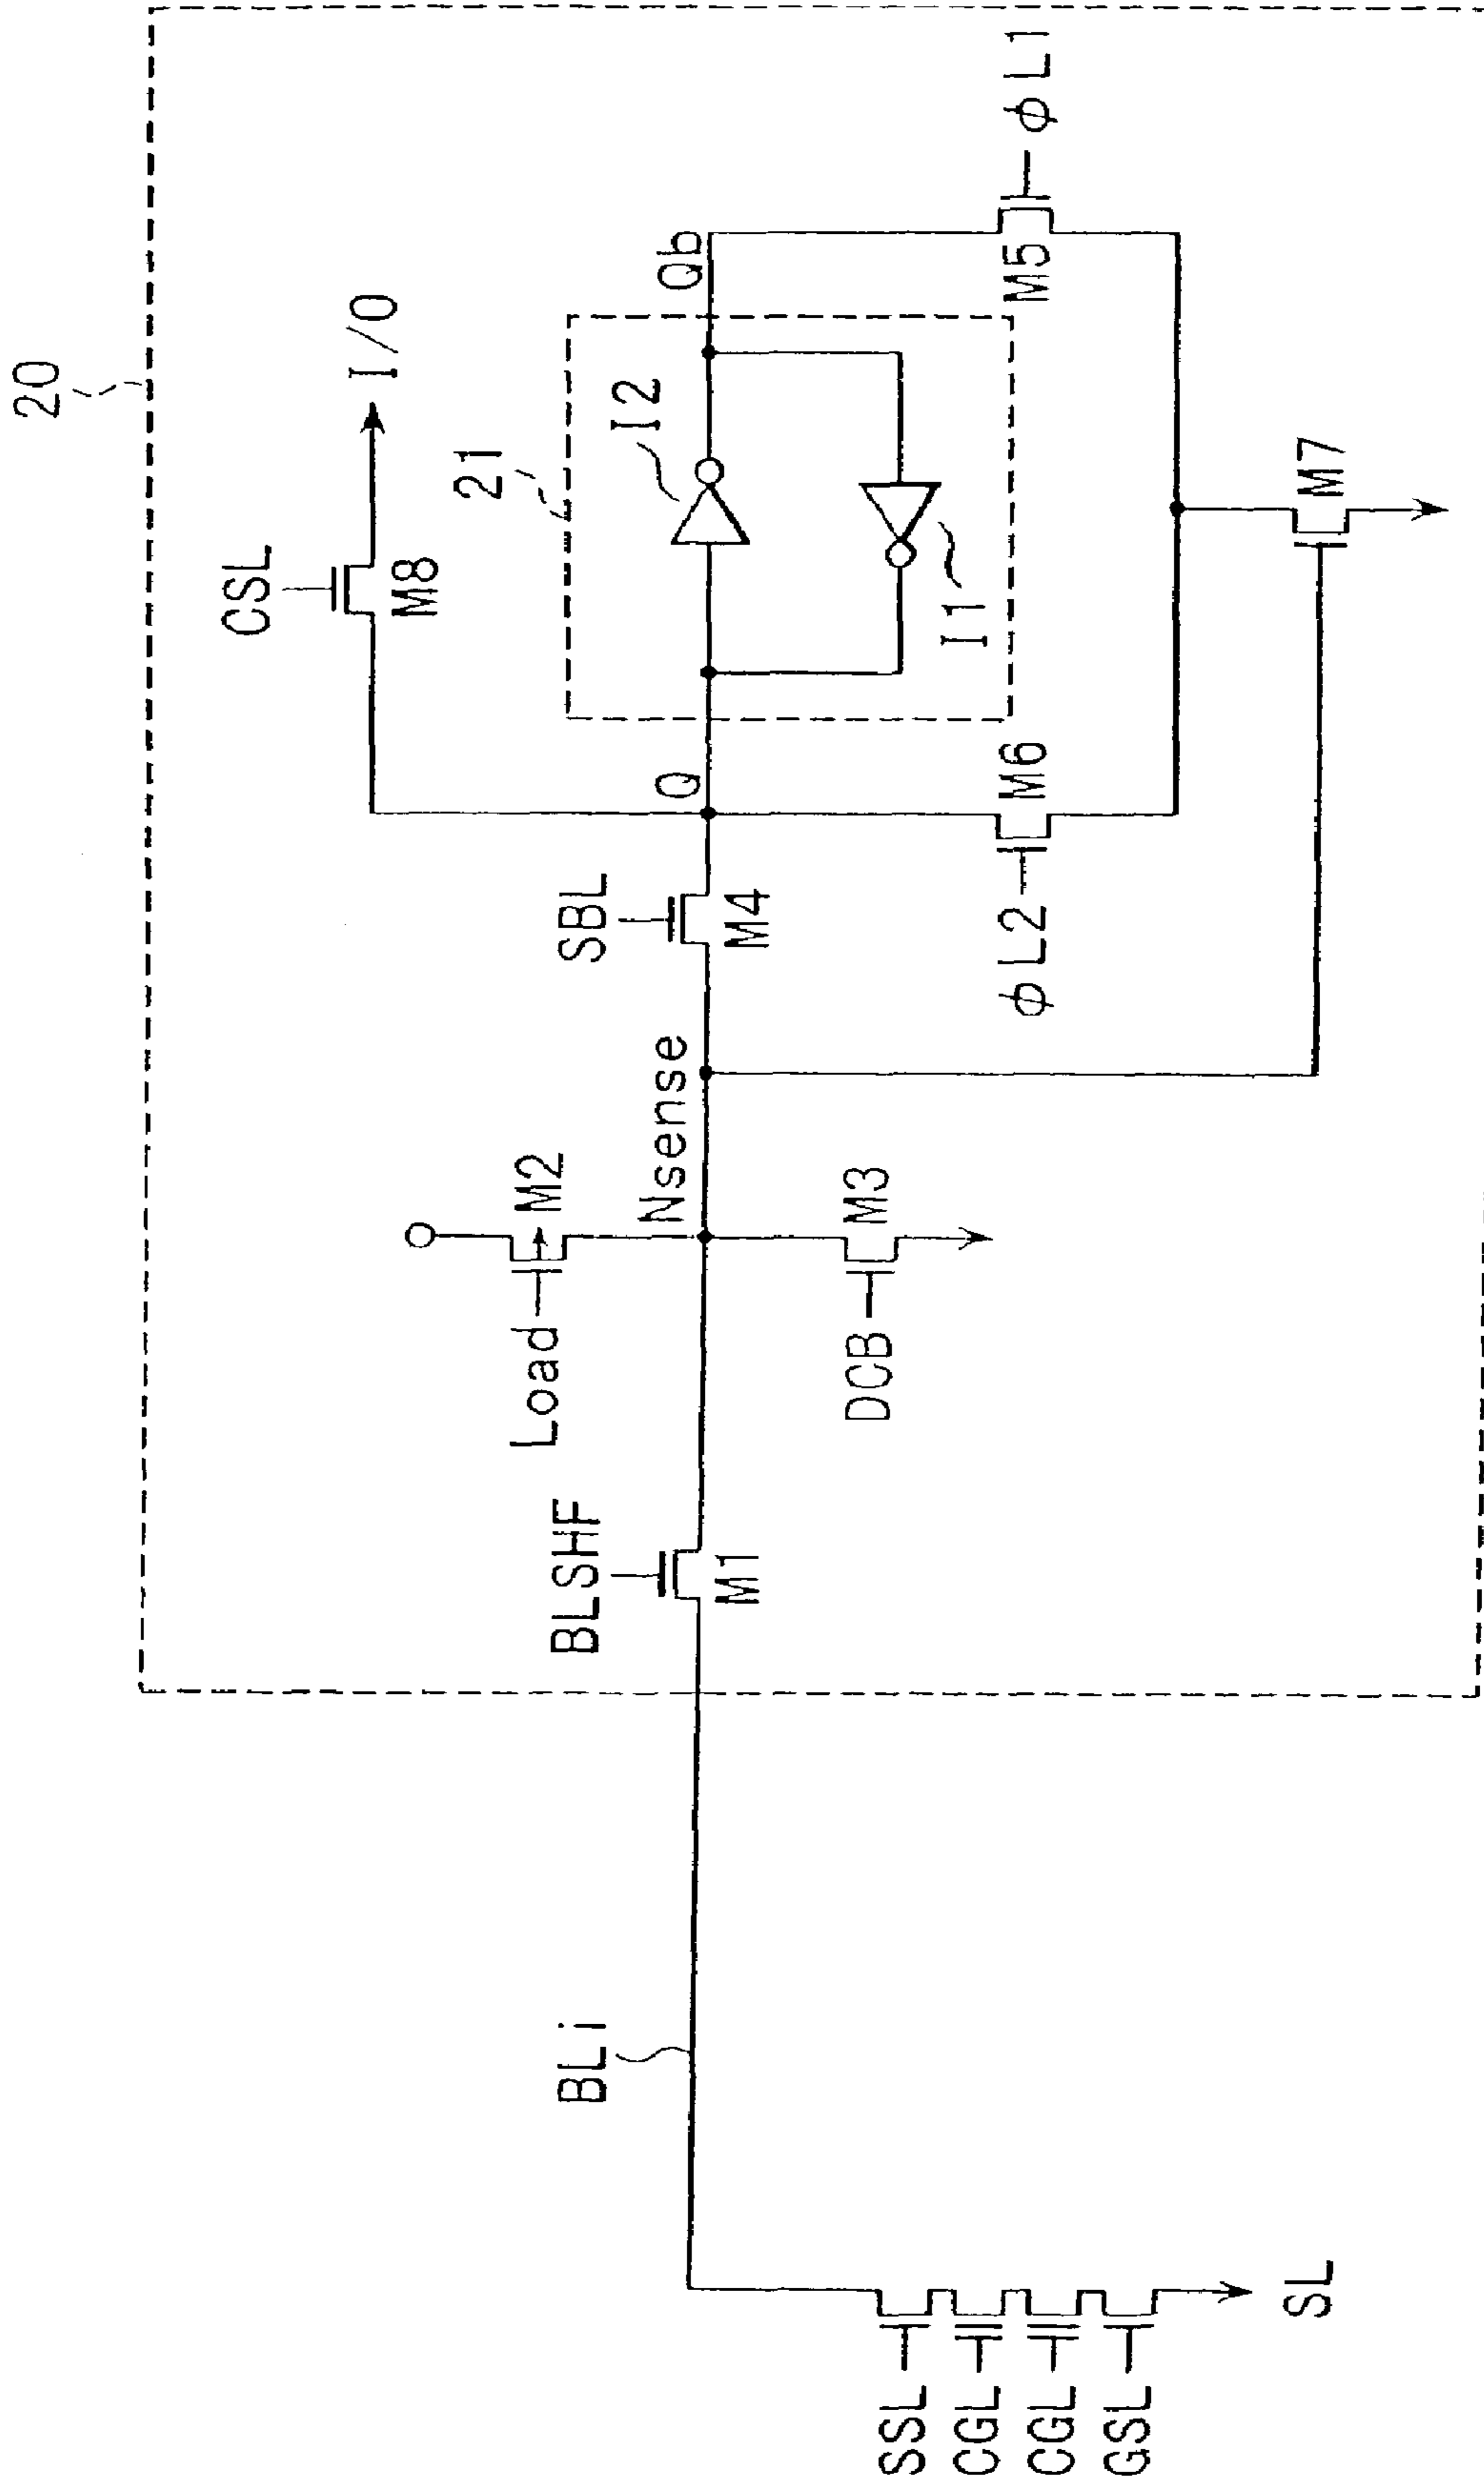 20
CSL
I/O
M8
21
I2
Qb
I1
Q
SBL
M4
M6
φL2
M5
φL1
M7
Nsense
Load
M2
DCB
M3
BLSHF
M1
BLi
SSL
CGL
CGL
GSL
SL